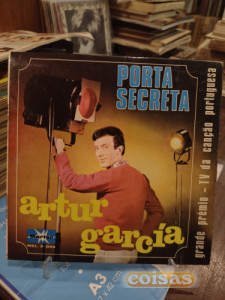 PORTA
SECRETA
artur
garcía
grande prémio - TV da canção portuguesa
A3
coisas